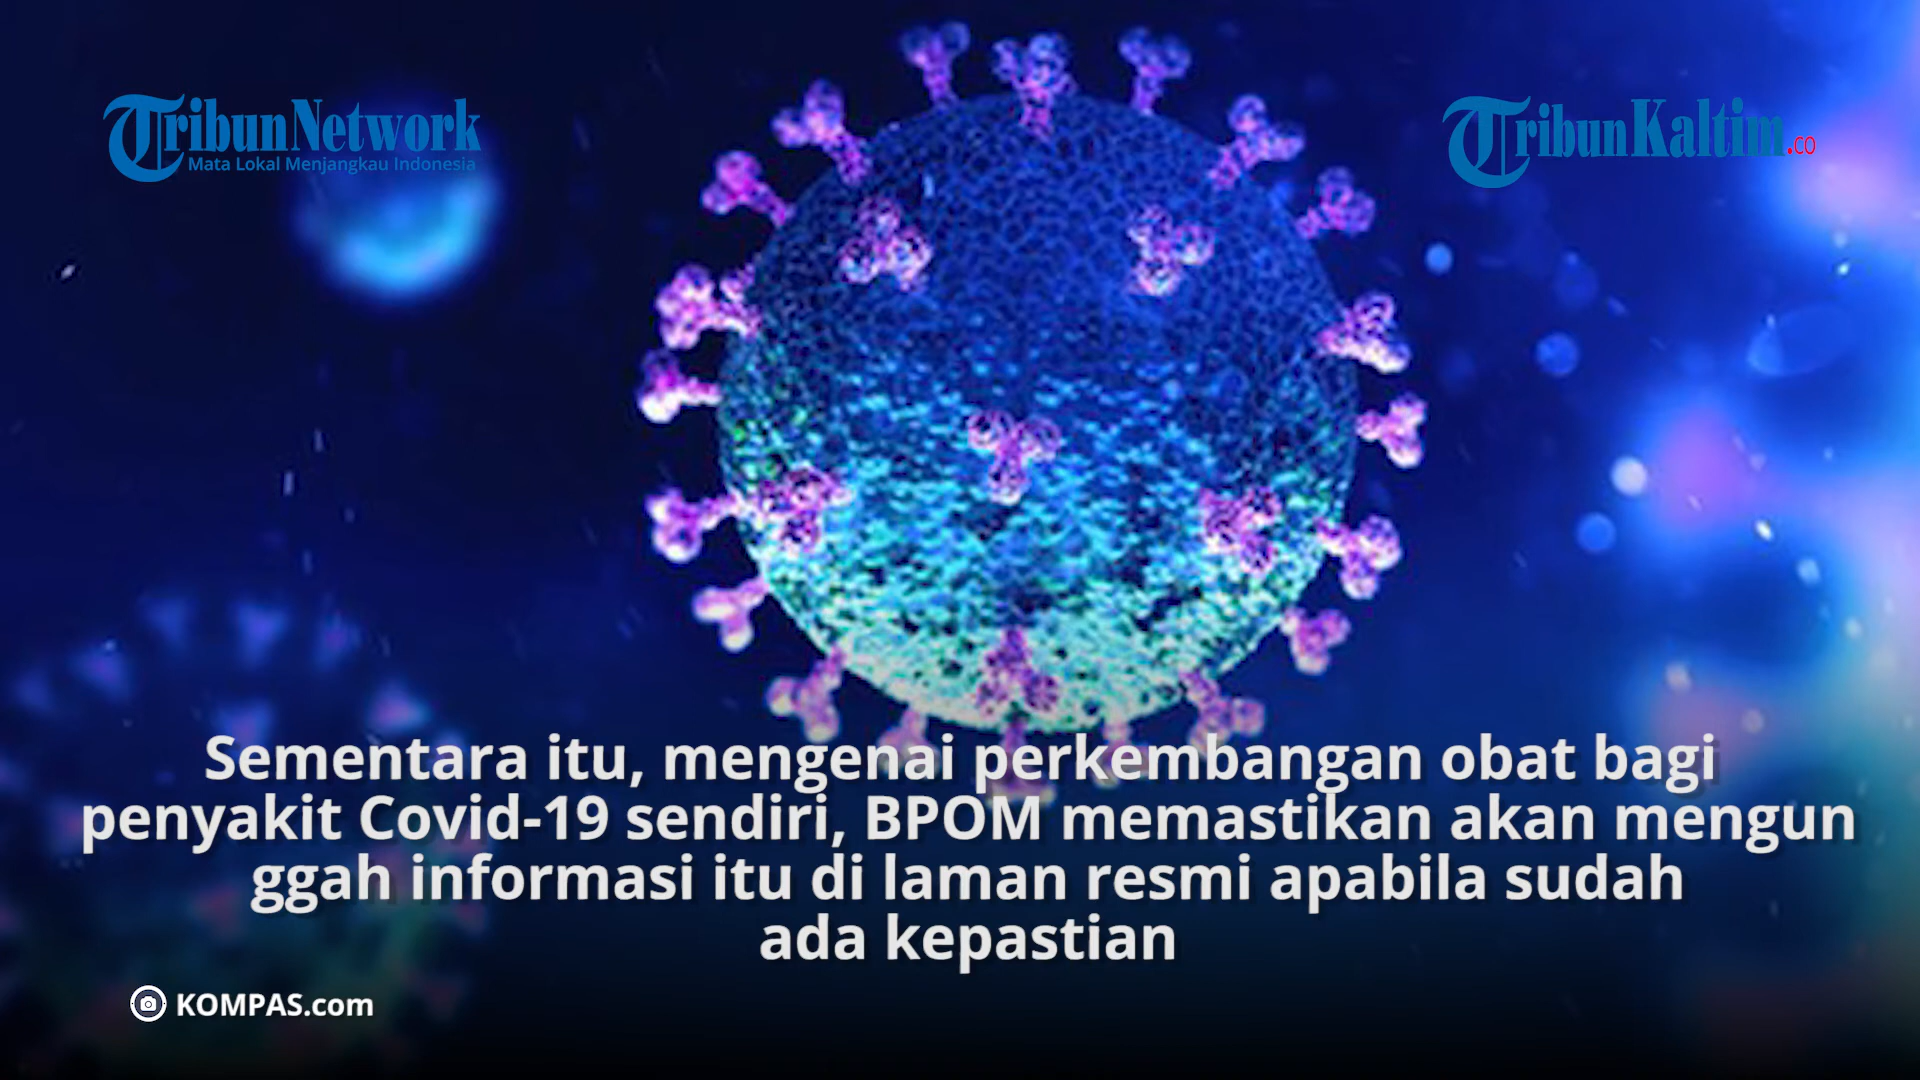 TribunNetwork
Mata Lokal Menjangkau Indonesia
TribunKaltim.co
Sementara itu, mengenai perkembangan obat bagi
penyakit Covid-19 sendiri, BPOM memastikan akan mengun
ggah informasi itu di laman resmi apabila sudah
ada kepastian
KOMPAS.com